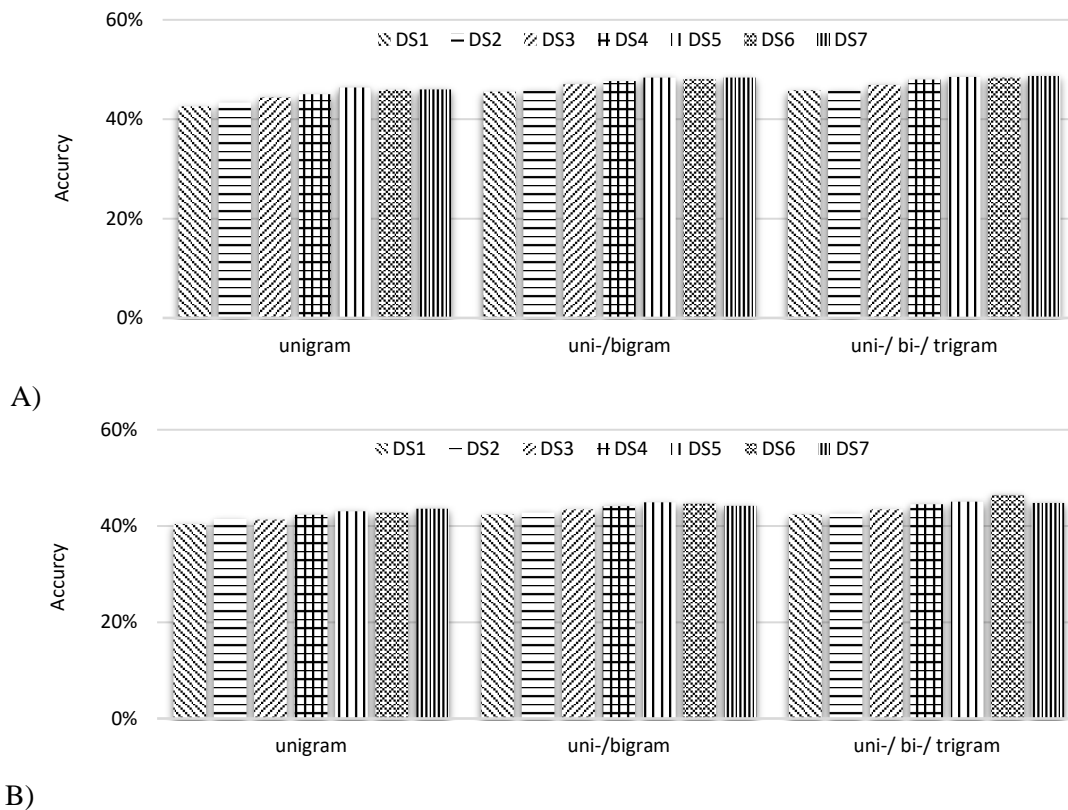 60%
DS1 DS2 DS3 DS4 DS5 DS6 DS7
40%
Accurcy
20%
0%
unigram uni-/bigram uni-/ bi-/ trigram
A)
60%
DS1 DS2 DS3 DS4 DS5 DS6 DS7
40%
Accurcy
20%
0%
unigram uni-/bigram uni-/ bi-/ trigram
B)